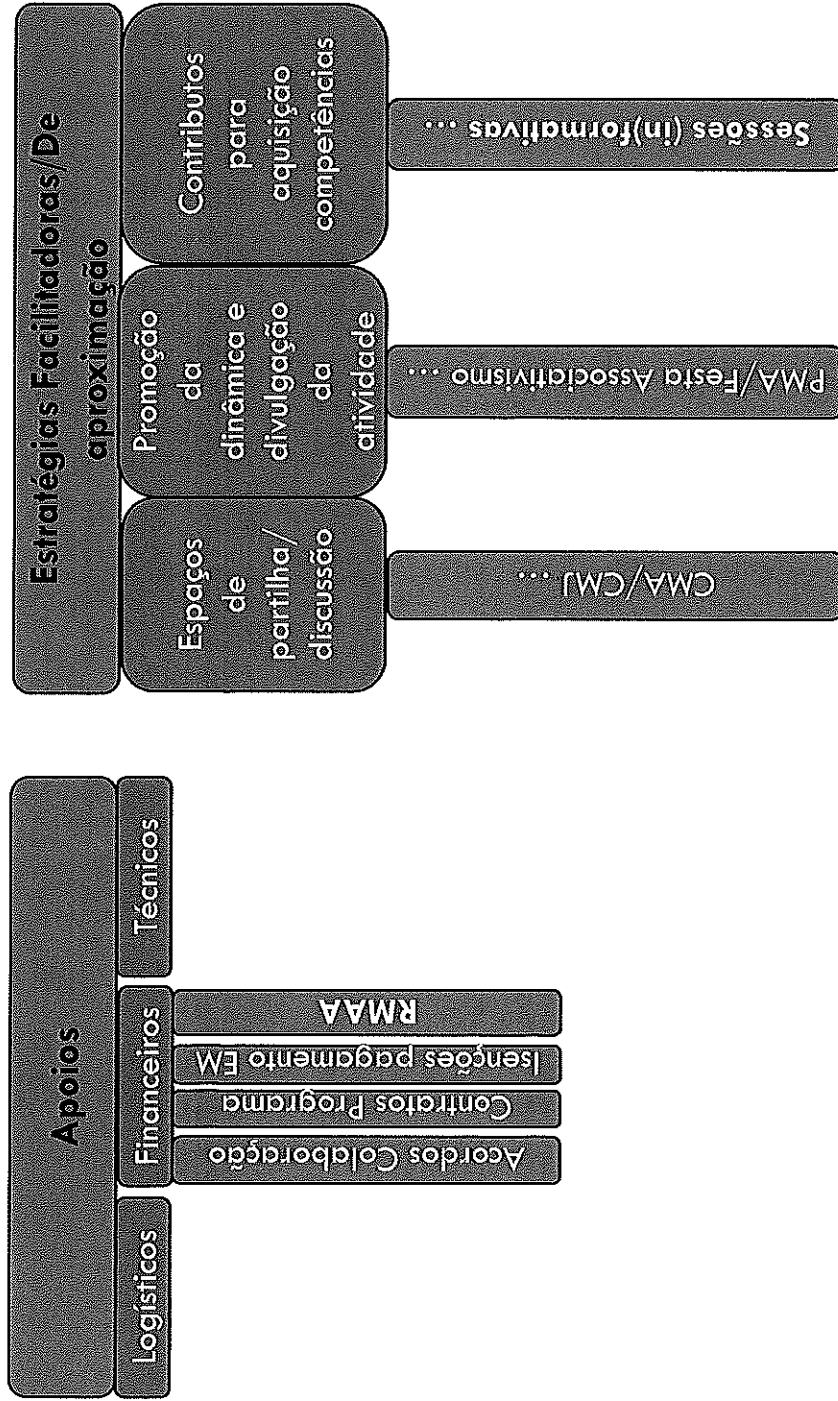 Apoios
Logísticos
Financeiros
Técnicos
Acordos Colaboração
Contratos Programa
Isenções pagamento EM
RMAA
Estratégias Facilitadoras/De
aproximação
Espaços
de
partilha/
discussão
Promoção
da
dinâmica e
divulgação
da
atividade
Contributos
para
aquisição
competências
CMA/CMJ ...
PMA/Festa Associativismo ...
Sessões (in)formativas ...